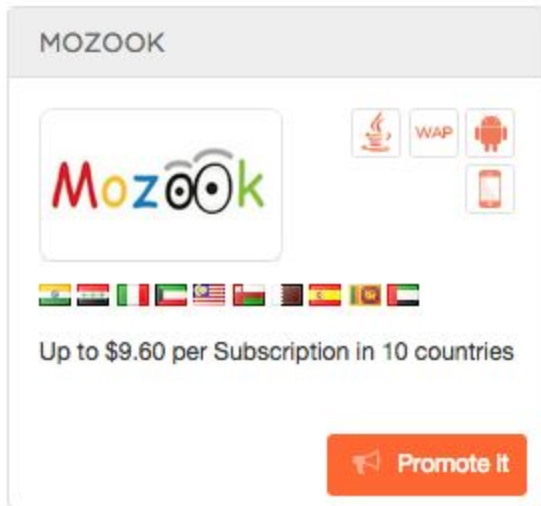 MOZOOK
Mozook
WAP
Up to $9.60 per Subscription in 10 countries
Promote It